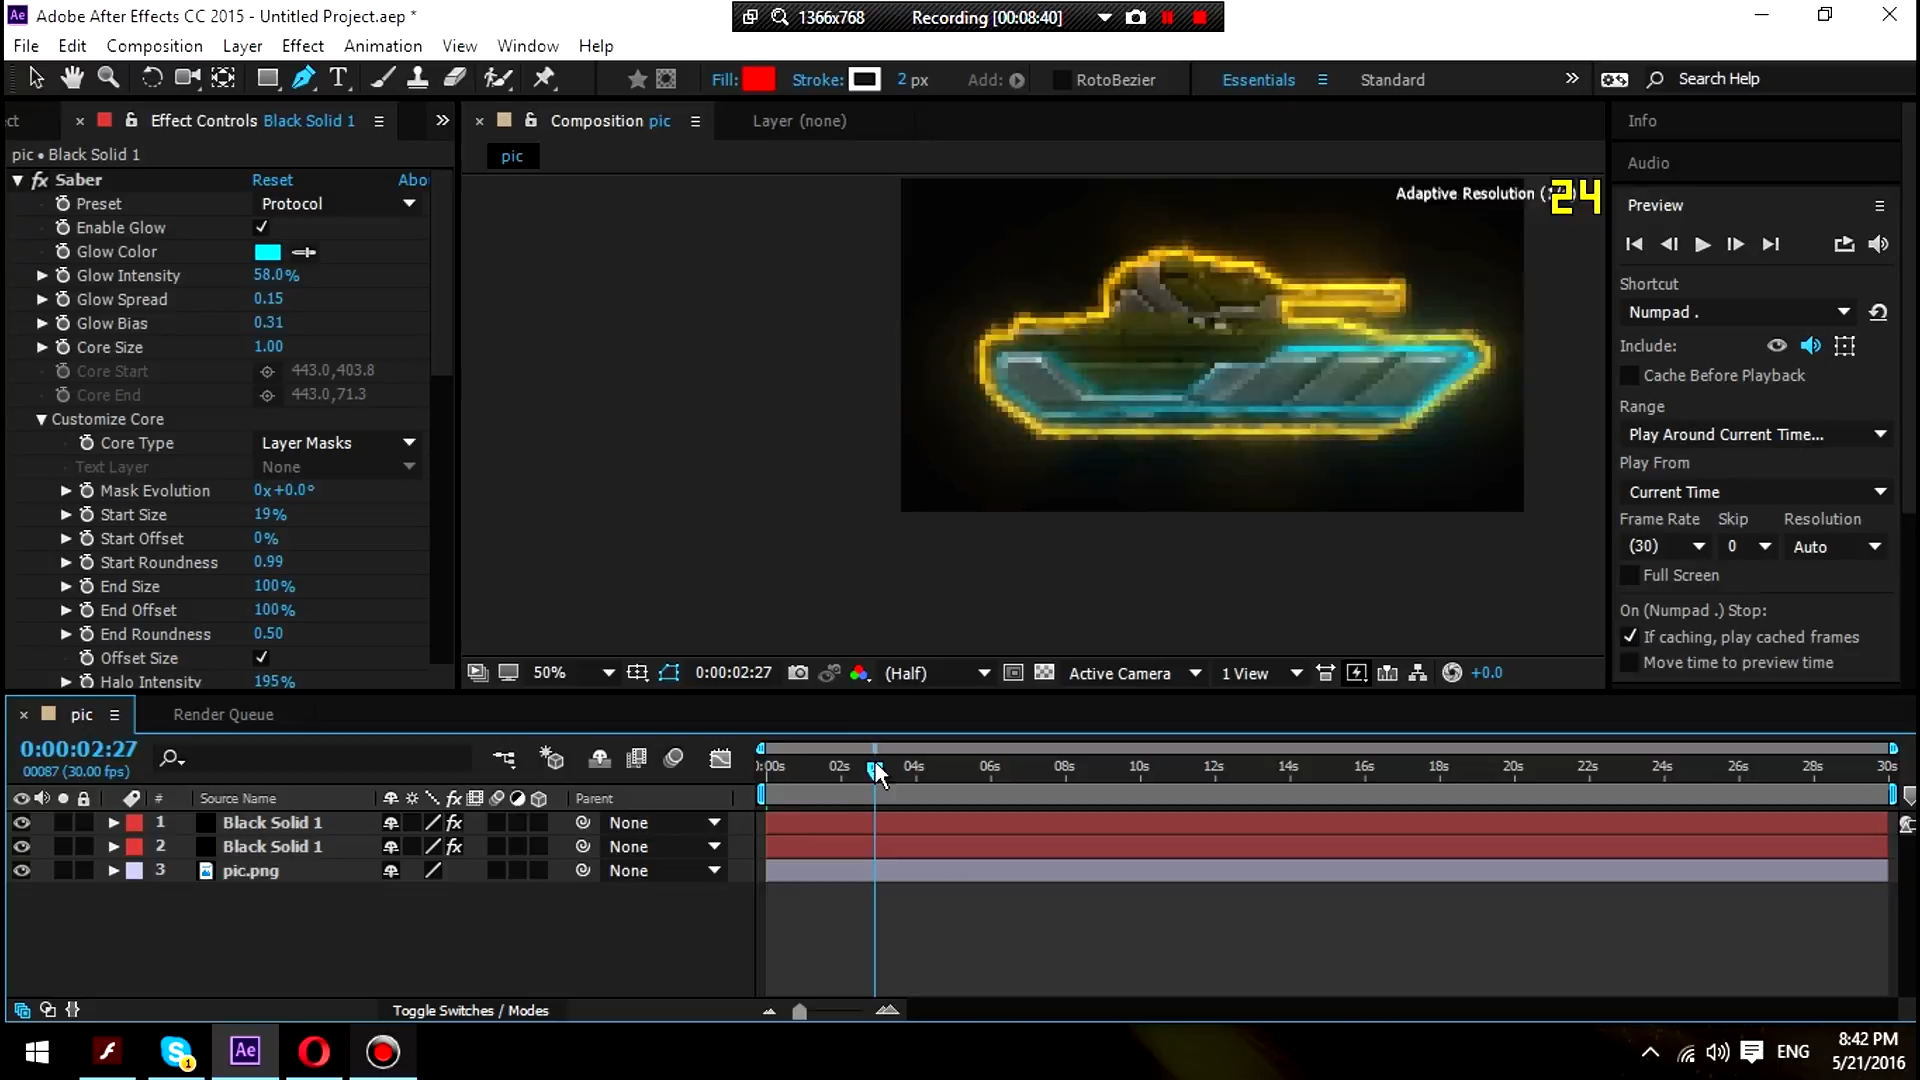 Ae Adobe After Effects CC 2015 - Untitled Project.aep *
1366x768 Recording [00:08:40]
File Edit Composition Layer Effect Animation View Window Help
T Fill: Stroke: 2 px Add: RotoBezier Essentials Standard Search Help
ect Effect Controls Black Solid 1
pic • Black Solid 1
fx Saber Reset Abo
Preset Protocol
Enable Glow
Glow Color
Glow Intensity 58.0%
Glow Spread 0.15
Glow Bias 0.31
Core Size 1.00
Core Start 443.0,403.8
Core End 443.0,71.3
Customize Core
Core Type Layer Masks
Text Layer None
Mask Evolution 0x+0.0°
Start Size 19%
Start Offset 0%
Start Roundness 0.99
End Size 100%
End Offset 100%
End Roundness 0.50
Offset Size
Halo Intensity 195%
Composition pic Layer (none)
pic
Adaptive Resolution (
24
50% 0:00:02:27 (Half) Active Camera 1 View +0.0
Info
Audio
Preview
Shortcut
Numpad .
Include:
Cache Before Playback
Range
Play Around Current Time...
Play From
Current Time
Frame Rate Skip Resolution
(30) 0 Auto
Full Screen
On (Numpad .) Stop:
If caching, play cached frames
Move time to preview time
pic Render Queue
0:00:02:27
00087 (30.00 fps)
:00s 02s 04s 06s 08s 10s 12s 14s 16s 18s 20s 22s 24s 26s 28s 30s
# Source Name fx Parent
1 Black Solid 1 fx None
2 Black Solid 1 fx None
3 pic.png None
Toggle Switches / Modes
1 Ae
ENG
8:42 PM
5/21/2016